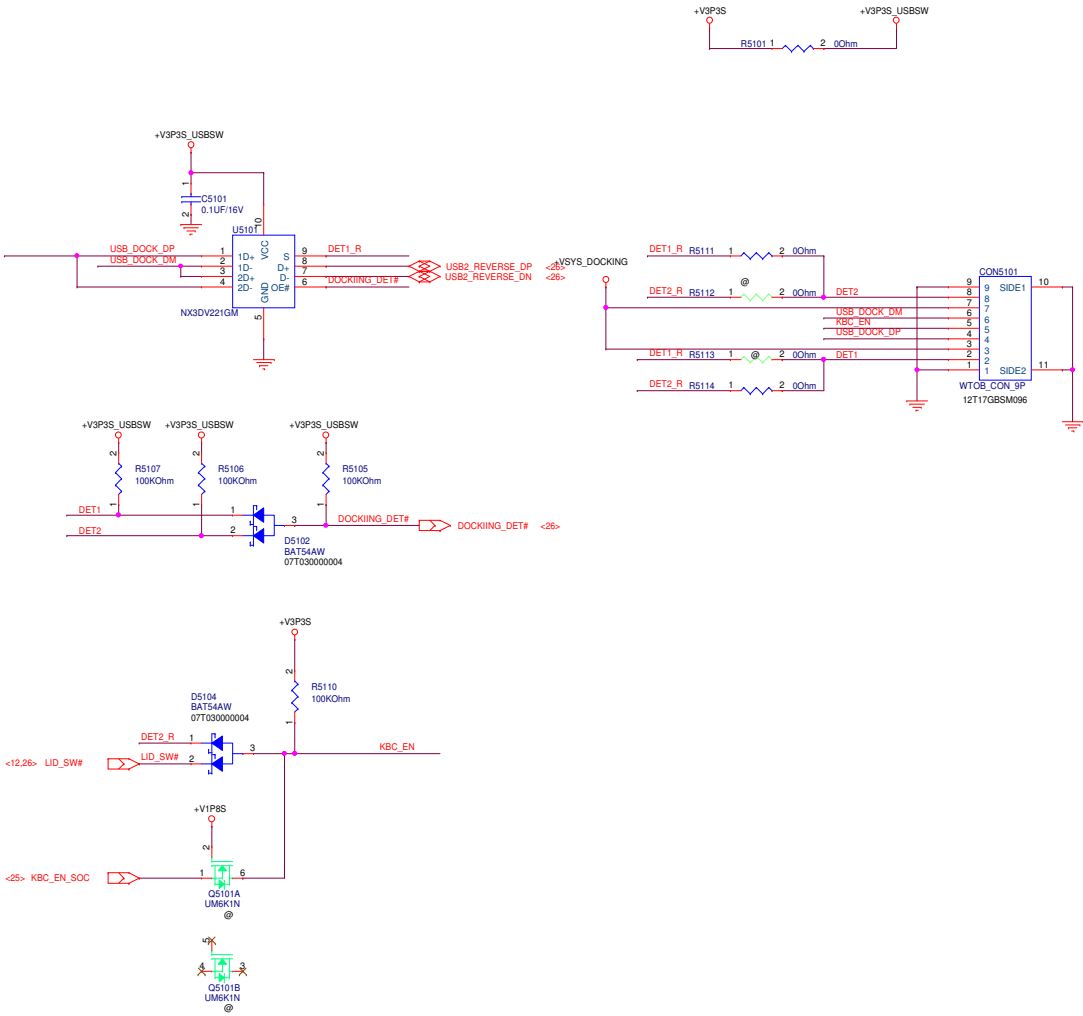 +V3P3S
+V3P3S_USBSW
R5101 1 2 0Ohm
+V3P3S_USBSW
1
C5101
0.1UF/16V
2
10
U5101
VCC
USB_DOCK_DP 1 1D+ S 9 DET1_R
USB_DOCK_DM 2 1D- D+ 8 USB2_REVERSE_DP <26>
3 2D+ D- 7 USB2_REVERSE_DN <26>
4 2D- OE# 6 DOCKIING_DET#
GND
NX3DV221GM
5
+VSYS_DOCKING
DET1_R R5111 1 2 0Ohm
@
DET2_R R5112 1 2 0Ohm DET2
DET1_R R5113 1 @ 2 0Ohm DET1
DET2_R R5114 1 2 0Ohm
CON5101
9 9 SIDE1 10
8 8
7 7
USB_DOCK_DM 6 6
KBC_EN 5 5
USB_DOCK_DP 4 4
3 3
2 2
1 1 SIDE2 11
WTOB_CON_9P
12T17GBSM096
+V3P3S_USBSW
+V3P3S_USBSW
+V3P3S_USBSW
2
R5107
100KOhm
1
2
R5106
100KOhm
1
2
R5105
100KOhm
1
DET1 1
DET2 2
3 DOCKIING_DET#
DOCKIING_DET# <26>
D5102
BAT54AW
07T030000004
+V3P3S
2
R5110
100KOhm
1
D5104
BAT54AW
07T030000004
DET2_R 1
3 KBC_EN
<12,26> LID_SW# LID_SW# 2
+V1P8S
2
<25> KBC_EN_SOC 1 6
Q5101A
UM6K1N
@
5
4 3
Q5101B
UM6K1N
@